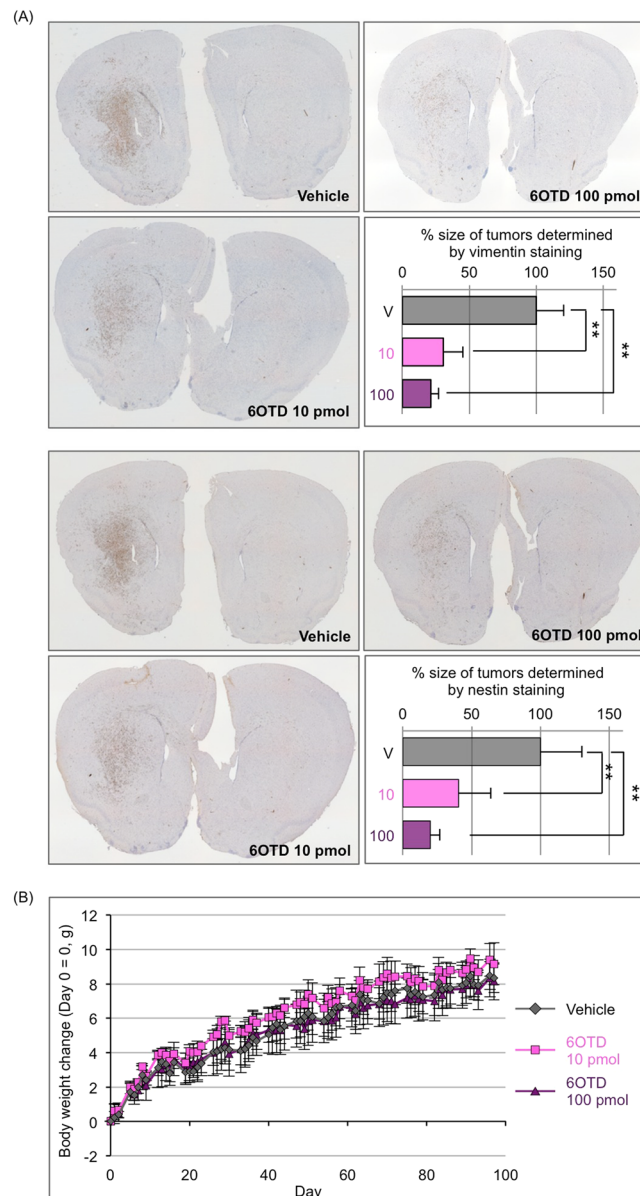 (A)
Vehicle
6OTD 100 pmol
6OTD 10 pmol
% size of tumors determined
by vimentin staining
0 50 100 150
V
10
100
**
**
Vehicle
6OTD 100 pmol
6OTD 10 pmol
% size of tumors determined
by nestin staining
0 50 100 150
V
10
100
**
**
(B)
Body weight change (Day 0 = 0, g)
12
10
8
6
4
2
0
-2
0 20 40 60 80 100
Day
Vehicle
6OTD
10 pmol
6OTD
100 pmol